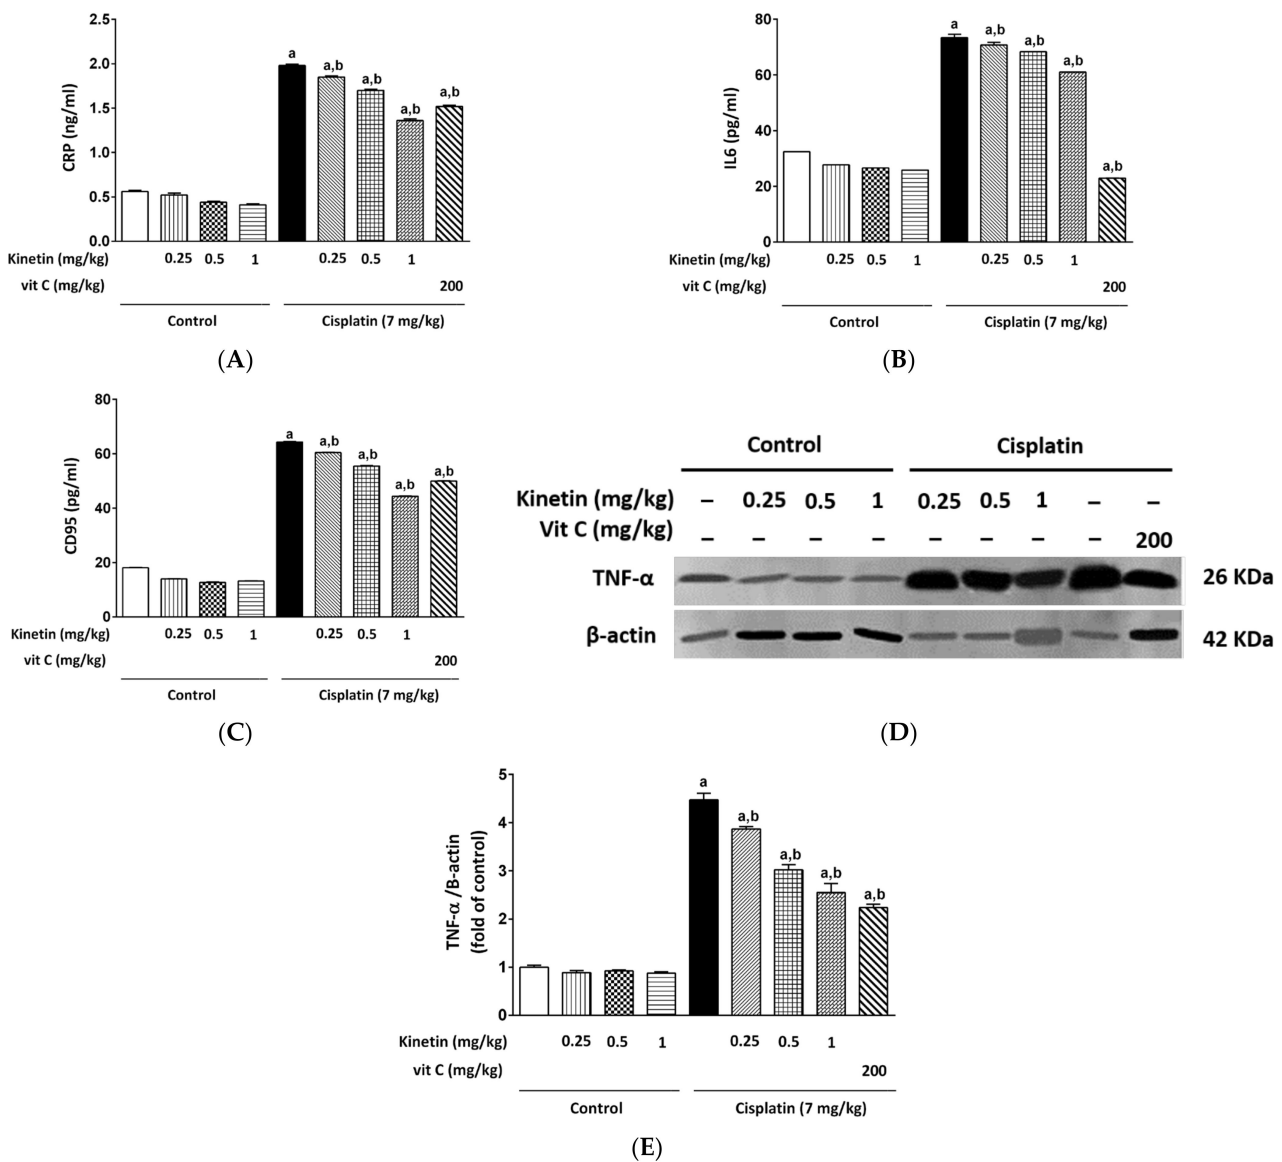 2.5
2.0
1.5
1.0
0.5
0.0
CRP (ng/ml)
a
a,b
a,b
a,b
a,b
Kinetin (mg/kg) 0.25 0.5 1 0.25 0.5 1
vit C (mg/kg) 200
Control Cisplatin (7 mg/kg)
(A)
80
60
40
20
0
IL6 (pg/ml)
a
a,b
a,b
a,b
a,b
Kinetin (mg/kg) 0.25 0.5 1 0.25 0.5 1
vit C (mg/kg) 200
Control Cisplatin (7 mg/kg)
(B)
80
60
40
20
0
CD95 (pg/ml)
a
a,b
a,b
a,b
a,b
Kinetin (mg/kg) 0.25 0.5 1 0.25 0.5 1
vit C (mg/kg) 200
Control Cisplatin (7 mg/kg)
(C)
Control Cisplatin
Kinetin (mg/kg) – 0.25 0.5 1 0.25 0.5 1 – –
Vit C (mg/kg) – – – – – – – – 200
TNF-α 26 KDa
β-actin 42 KDa
(D)
5
4
3
2
1
0
TNF-α /B-actin
(fold of control)
a
a,b
a,b
a,b
a,b
Kinetin (mg/kg) 0.25 0.5 1 0.25 0.5 1
vit C (mg/kg) 200
Control Cisplatin (7 mg/kg)
(E)